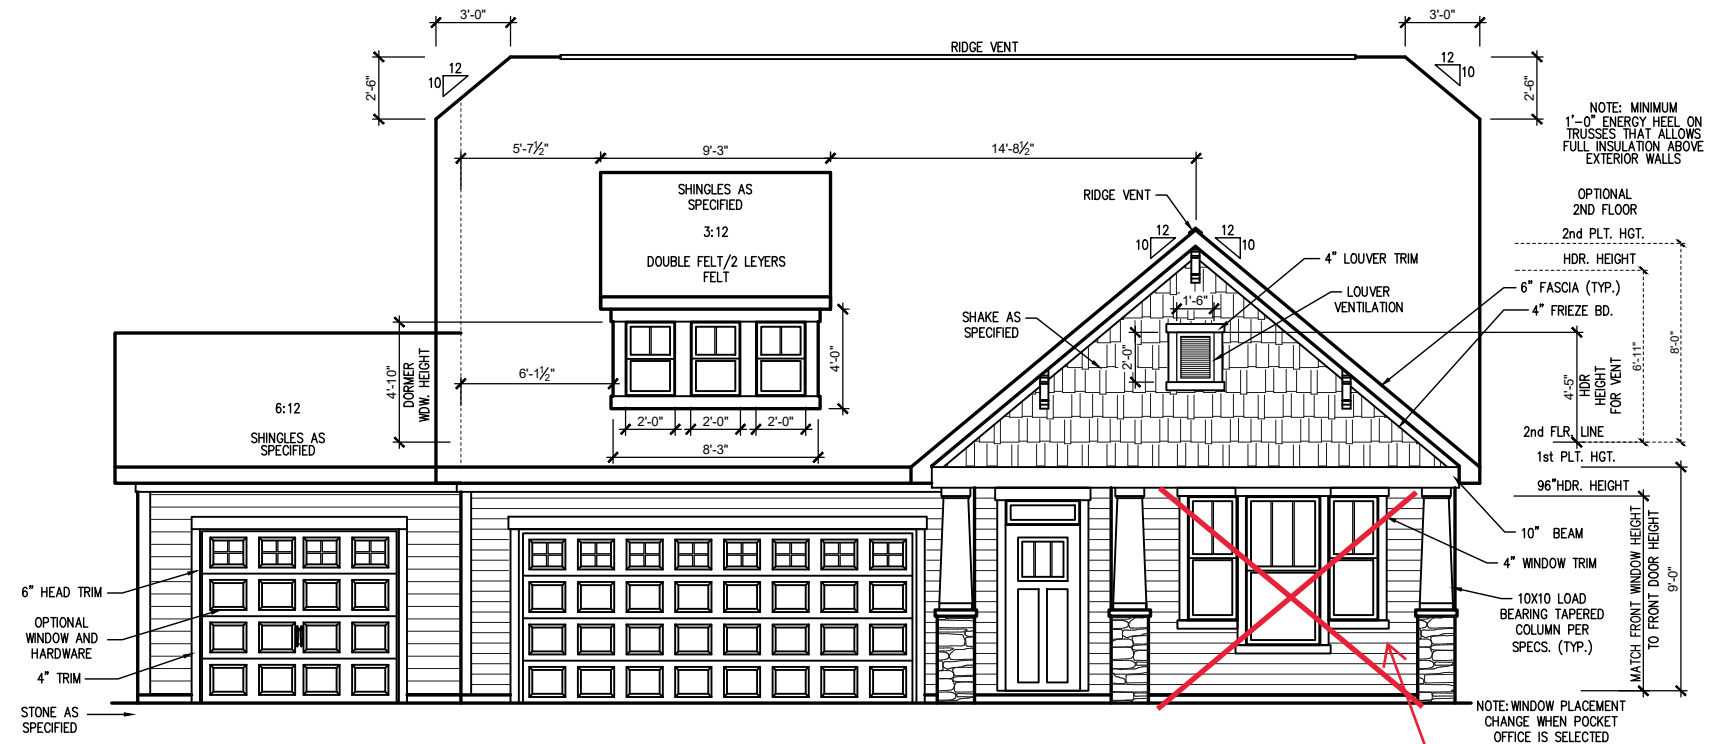 3'-0"
3'-0"
RIDGE VENT
12
10
2'-6"
12
10
2'-6"
NOTE: MINIMUM
1'-0" ENERGY HEEL ON
TRUSSES THAT ALLOWS
FULL INSULATION ABOVE
EXTERIOR WALLS
5'-7½"
9'-3"
14'-8½"
SHINGLES AS
SPECIFIED
3:12
DOUBLE FELT/2 LEYERS
FELT
RIDGE VENT
12
10
12
10
OPTIONAL
2ND FLOOR
2nd PLT. HGT.
HDR. HEIGHT
4" LOUVER TRIM
LOUVER
VENTILATION
6" FASCIA (TYP.)
4" FRIEZE BD.
1'-6"
SHAKE AS
SPECIFIED
2'-0"
4'-10"
DORMER
WDW. HEIGHT
6'-1½"
4'-0"
2'-0"
2'-0"
2'-0"
8'-3"
4'-5"
HDR
HEIGHT
FOR VENT
6'-11"
8'-0"
6:12
SHINGLES AS
SPECIFIED
2nd FLR. LINE
1st PLT. HGT.
96"HDR. HEIGHT
10" BEAM
4" WINDOW TRIM
10X10 LOAD
BEARING TAPERED
COLUMN PER
SPECS. (TYP.)
MATCH FRONT WINDOW HEIGHT
TO FRONT DOOR HEIGHT
9'-0"
6" HEAD TRIM
OPTIONAL
WINDOW AND
HARDWARE
4" TRIM
STONE AS
SPECIFIED
NOTE: WINDOW PLACEMENT
CHANGE WHEN POCKET
OFFICE IS SELECTED